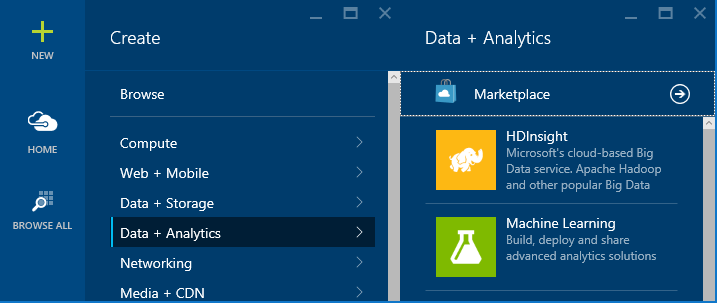 NEW
HOME
BROWSE ALL
Create
Browse
Compute
Web + Mobile
Data + Storage
Data + Analytics
Networking
Media + CDN
Data + Analytics
Marketplace
HDInsight
Microsoft's cloud-based Big
Data service. Apache Hadoop
and other popular Big Data
Machine Learning
Build, deploy and share
advanced analytics solutions